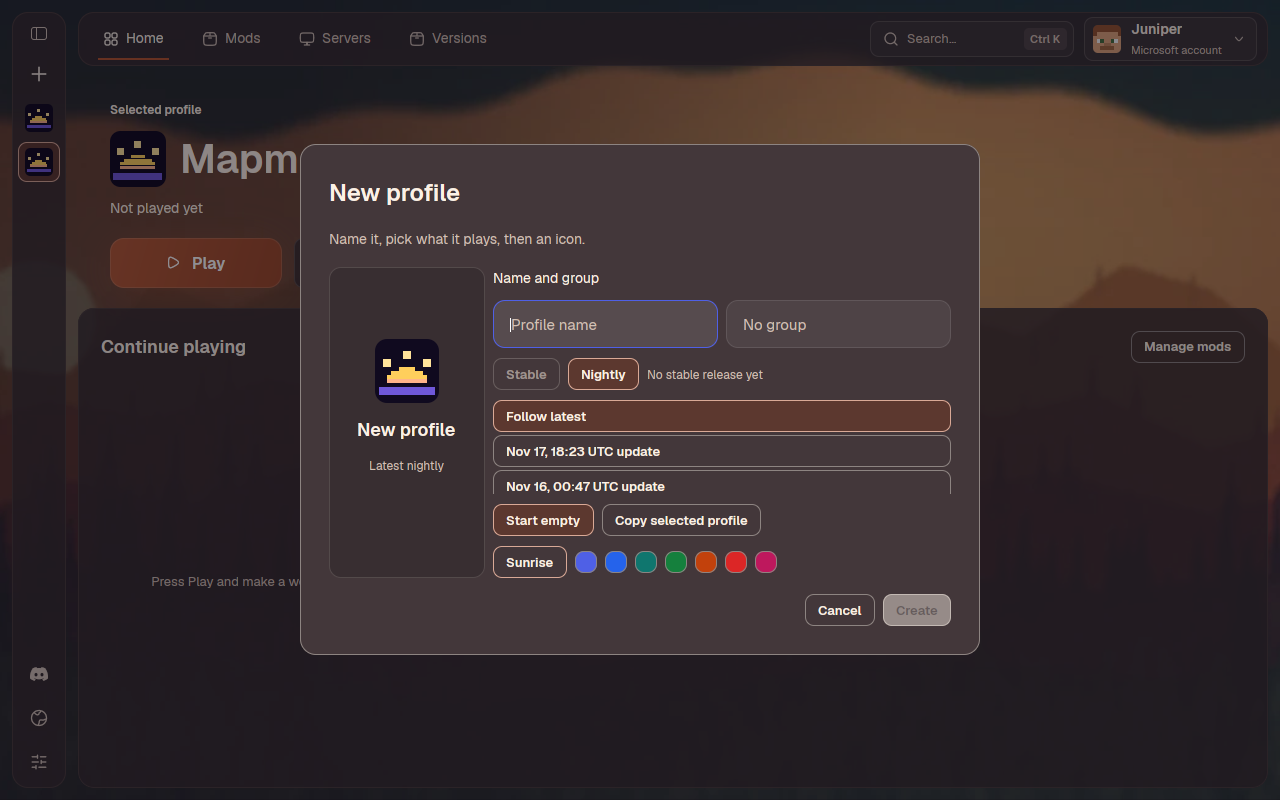 Home
Mods
Servers
Versions
Search...
Ctrl K
Juniper
Microsoft account
Selected profile
Mapm
Not played yet
Play
Continue playing
Manage mods
Press Play and make a
New profile
Name it, pick what it plays, then an icon.
New profile
Latest nightly
Name and group
Profile name
No group
Stable
Nightly
No stable release yet
Follow latest
Nov 17, 18:23 UTC update
Nov 16, 00:47 UTC update
Start empty
Copy selected profile
Sunrise
Cancel
Create